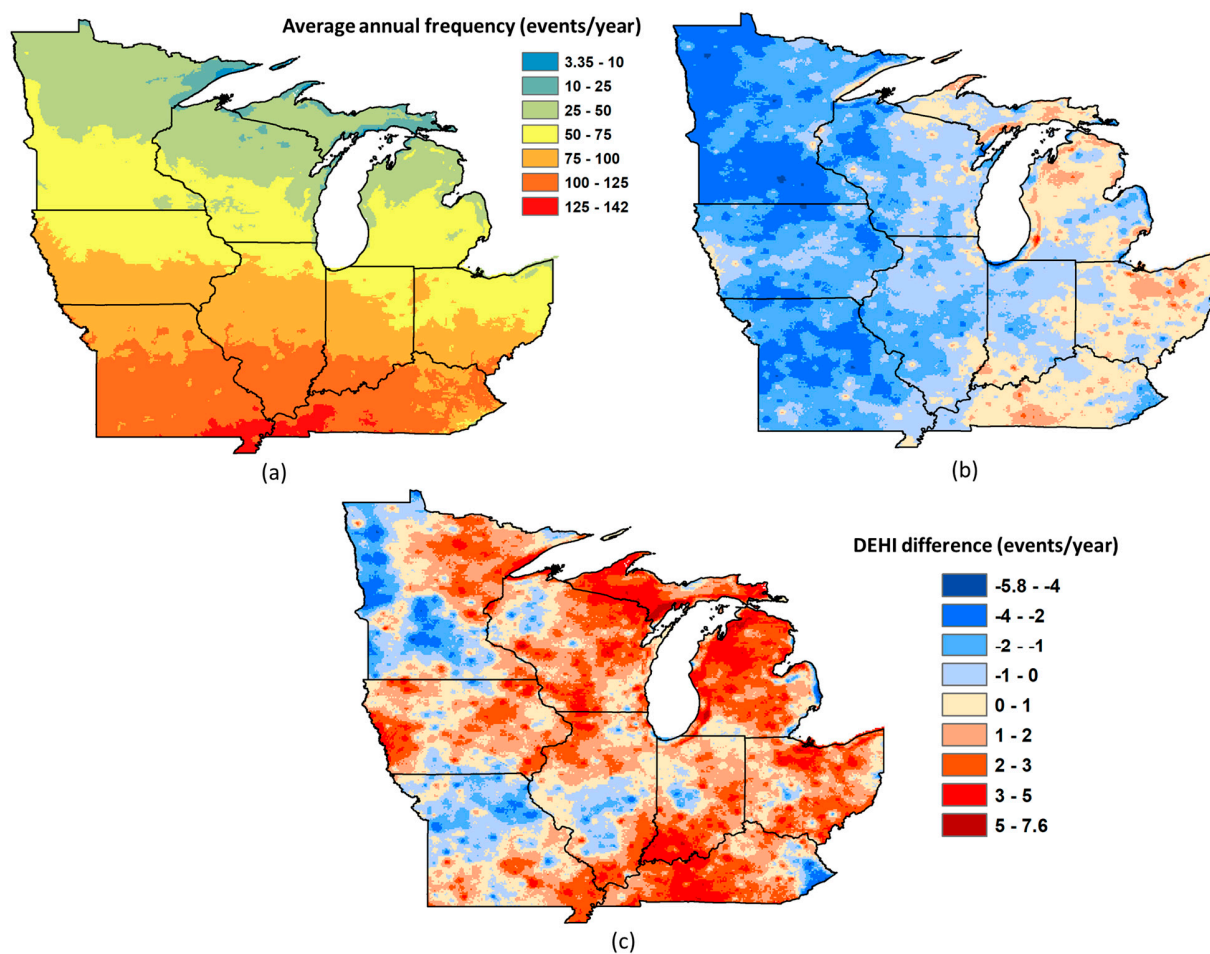 Average annual frequency (events/year)
3.35 - 10
10 - 25
25 - 50
50 - 75
75 - 100
100 - 125
125 - 142
(a)
(b)
DEHI difference (events/year)
-5.8 - -4
-4 - -2
-2 - -1
-1 - 0
0 - 1
1 - 2
2 - 3
3 - 5
5 - 7.6
(c)